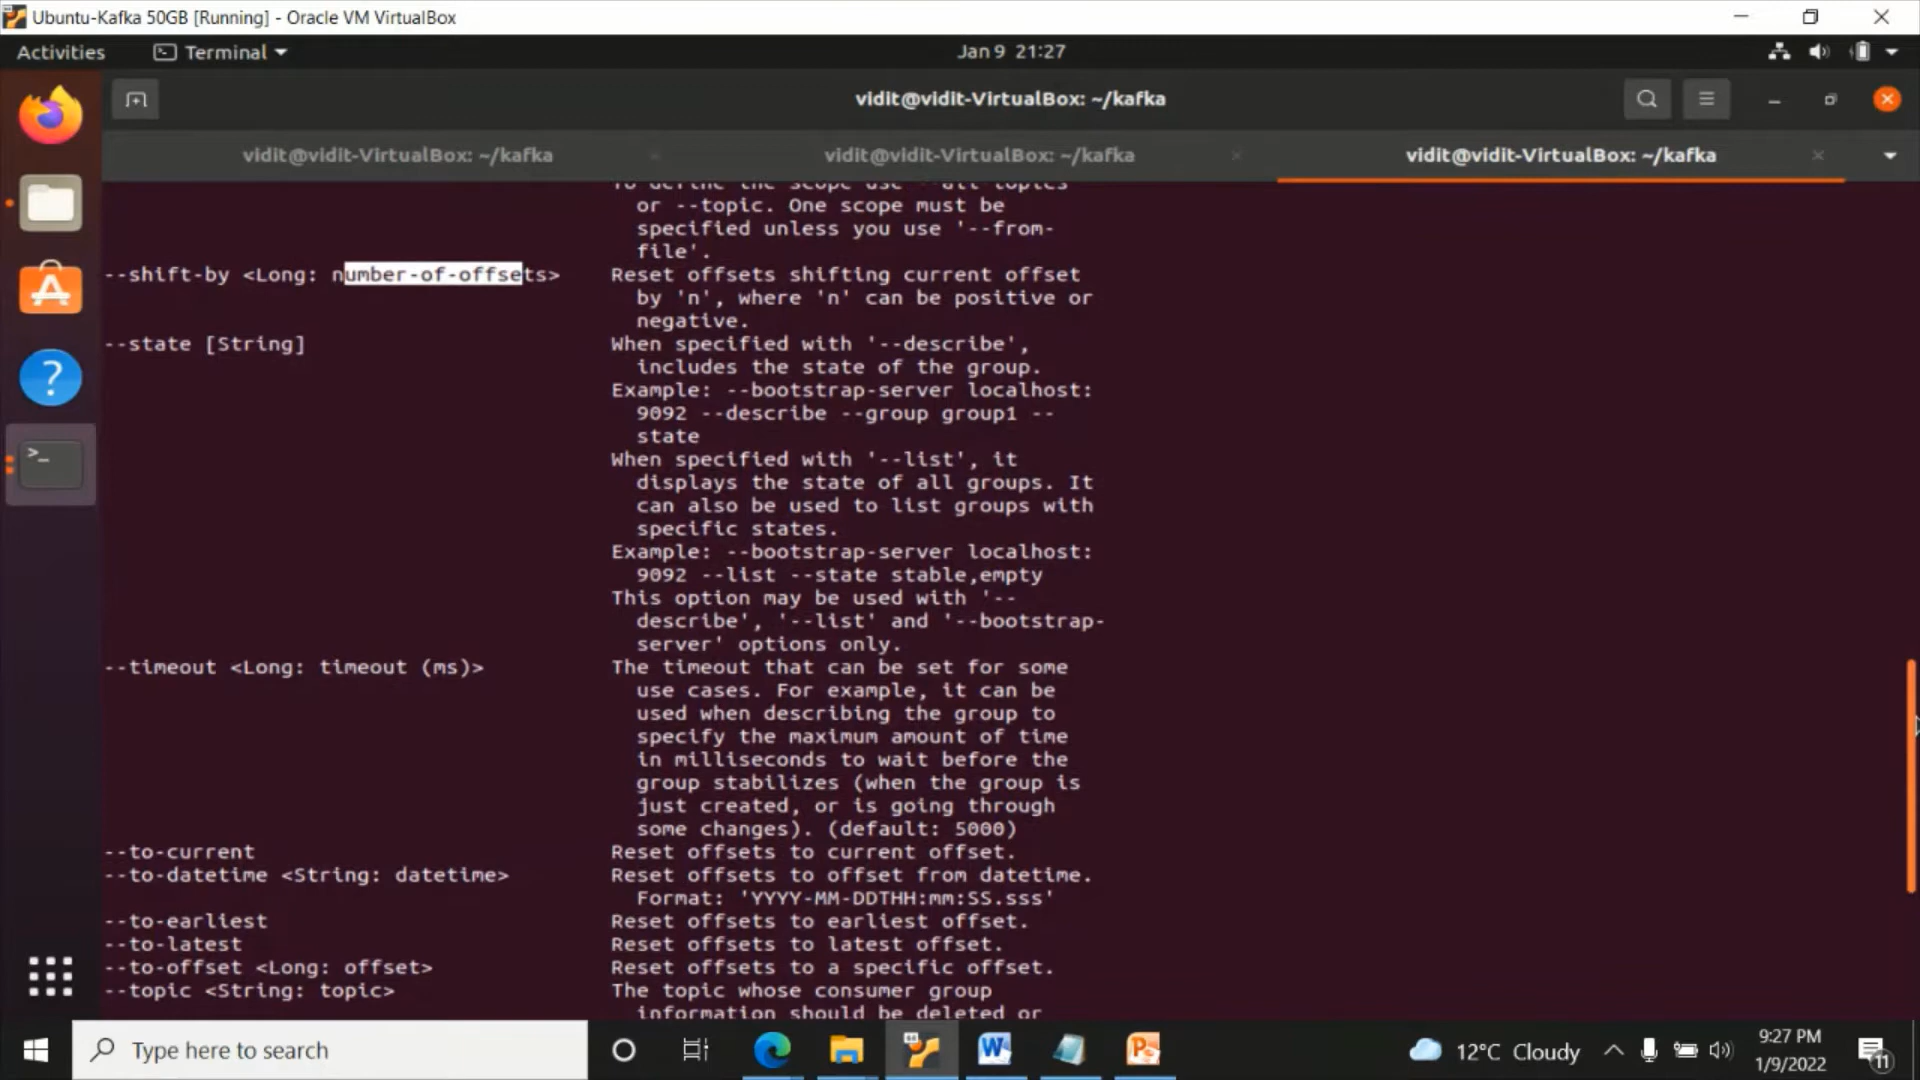 Ubuntu-Kafka 50GB [Running] - Oracle VM VirtualBox
Activities Terminal Jan 9 21:27
vidit@vidit-VirtualBox: ~/kafka
vidit@vidit-VirtualBox: ~/kafka vidit@vidit-VirtualBox: ~/kafka vidit@vidit-VirtualBox: ~/kafka
To define the scope use --all-topics
or --topic. One scope must be
specified unless you use '--from-
file'.
--shift-by <Long: number-of-offsets> Reset offsets shifting current offset
by 'n', where 'n' can be positive or
negative.
--state [String] When specified with '--describe',
includes the state of the group.
Example: --bootstrap-server localhost:
9092 --describe --group group1 --
state
When specified with '--list', it
displays the state of all groups. It
can also be used to list groups with
specific states.
Example: --bootstrap-server localhost:
9092 --list --state stable,empty
This option may be used with '--
describe', '--list' and '--bootstrap-
server' options only.
--timeout <Long: timeout (ms)> The timeout that can be set for some
use cases. For example, it can be
used when describing the group to
specify the maximum amount of time
in milliseconds to wait before the
group stabilizes (when the group is
just created, or is going through
some changes). (default: 5000)
--to-current Reset offsets to current offset.
--to-datetime <String: datetime> Reset offsets to offset from datetime.
Format: 'YYYY-MM-DDTHH:mm:SS.sss'
--to-earliest Reset offsets to earliest offset.
--to-latest Reset offsets to latest offset.
--to-offset <Long: offset> Reset offsets to a specific offset.
--topic <String: topic> The topic whose consumer group
information should be deleted or
Type here to search 12°C Cloudy 9:27 PM
1/9/2022 11